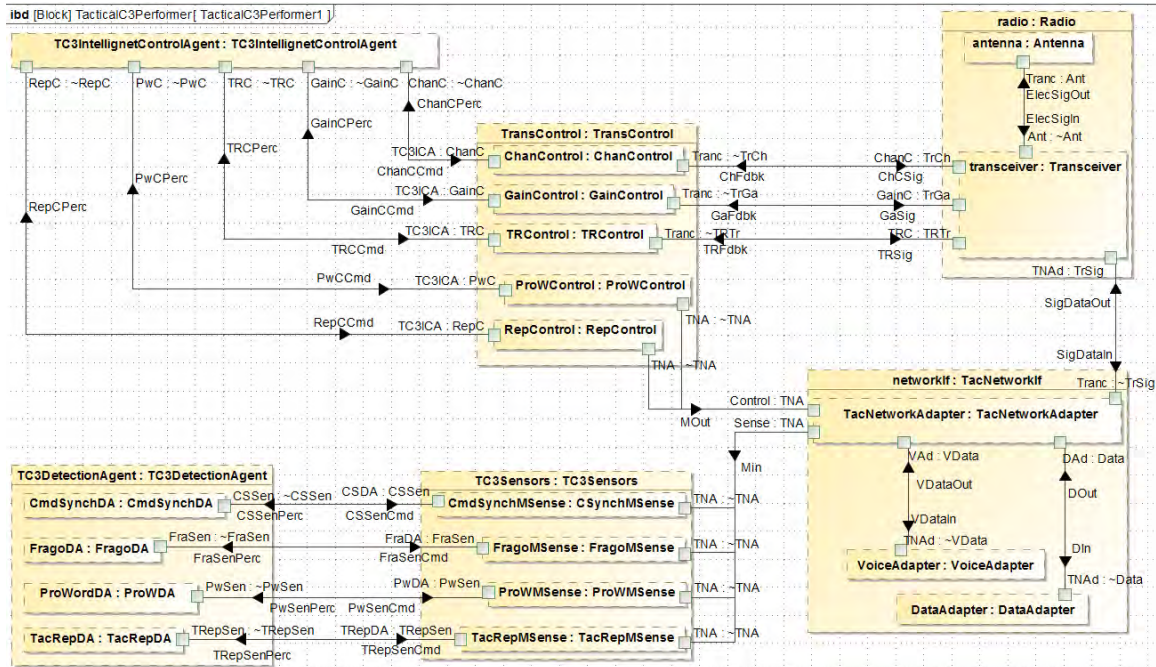 ibd [Block] TacticalC3Performer[ TacticalC3Performer1 ]
TC3IntellignetControlAgent : TC3IntellignetControlAgent
RepC : ~RepC
PwC : ~PwC
TRC : ~TRC
GainC : ~GainC
ChanC : ~ChanC
ChanCPerc
GainCPerc
TRCPerc
PwCPerc
RepCPerc
TransControl : TransControl
TC3ICA : ChanC
ChanCCmd
ChanControl : ChanControl
Tranc : ~TrCh
ChFdbk
TC3ICA : GainC
GainCCmd
GainControl : GainControl
Tranc : ~TrGa
GaFdbk
TC3ICA : TRC
TRCCmd
TRControl : TRControl
Tranc : ~TRTr
TRFdbk
PwCCmd
TC3ICA : PwC
ProWControl : ProWControl
TNA : ~TNA
RepCCmd
TC3ICA : RepC
RepControl : RepControl
TNA : ~TNA
radio : Radio
antenna : Antenna
Tranc : Ant
ElecSigOut
ElecSigIn
Ant : ~Ant
ChanC : TrCh
ChCSig
transceiver : Transceiver
GainC : TrGa
GaSig
TRC : TRTr
TRSig
TNAd : TrSig
SigDataOut
SigDataIn
networkIf : TacNetworkIf
Tranc : ~TrSig
Control : TNA
MOut
Sense : TNA
Min
TacNetworkAdapter : TacNetworkAdapter
VAd : VData
VDataOut
VDataIn
TNAd : ~VData
VoiceAdapter : VoiceAdapter
DAd : Data
DOut
DIn
TNAd : ~Data
DataAdapter : DataAdapter
TC3DetectionAgent : TC3DetectionAgent
CmdSynchDA : CmdSynchDA
CSSen : ~CSSen
CSSenPerc
CSDA : CSSen
CSSenCmd
FragoDA : FragoDA
FraSen : ~FraSen
FraSenPerc
FraDA : FraSen
FraSenCmd
ProWordDA : ProWDA
PwSen : ~PwSen
PwSenPerc
PwDA : PwSen
PwSenCmd
TacRepDA : TacRepDA
TRepSen : ~TRepSen
TRepSenPerc
TRepDA : TRepSen
TRepSenCmd
TC3Sensors : TC3Sensors
CmdSynchMSense : CSynchMSense
TNA : ~TNA
FragoMSense : FragoMSense
TNA : ~TNA
ProWMSense : ProWMSense
TNA : ~TNA
TacRepMSense : TacRepMSense
TNA : ~TNA